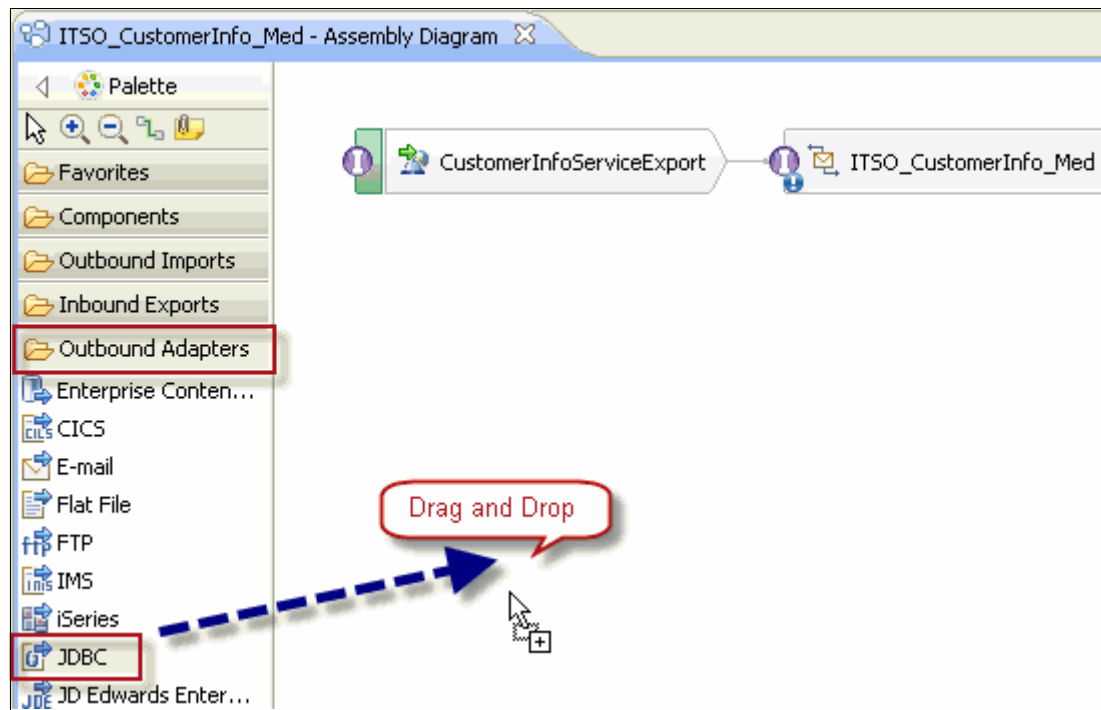 ITSO_CustomerInfo_Med - Assembly Diagram
Palette
Favorites
Components
Outbound Imports
Inbound Exports
Outbound Adapters
Enterprise Conten...
CICS
E-mail
Flat File
FTP
IMS
iSeries
JDBC
JD Edwards Enter...
CustomerInfoServiceExport
ITSO_CustomerInfo_Med
Drag and Drop